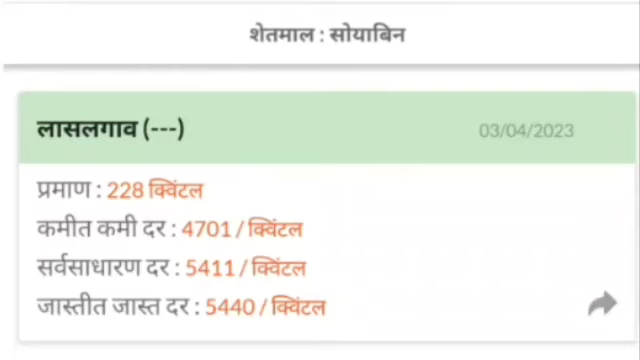 शेतमाल : सोयाबिन
लासलगाव (---)
03/04/2023
प्रमाण : 228 क्विंटल
कमीत कमी दर : 4701 / क्विंटल
सर्वसाधारण दर : 5411 / क्विंटल
जास्तीत जास्त दर : 5440 / क्विंटल